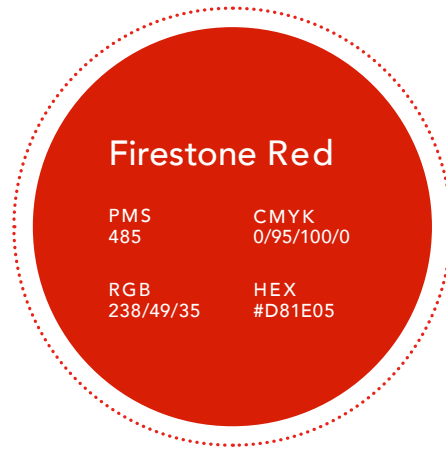 Firestone Red
PMS
485
CMYK
0/95/100/0
RGB
238/49/35
HEX
#D81E05